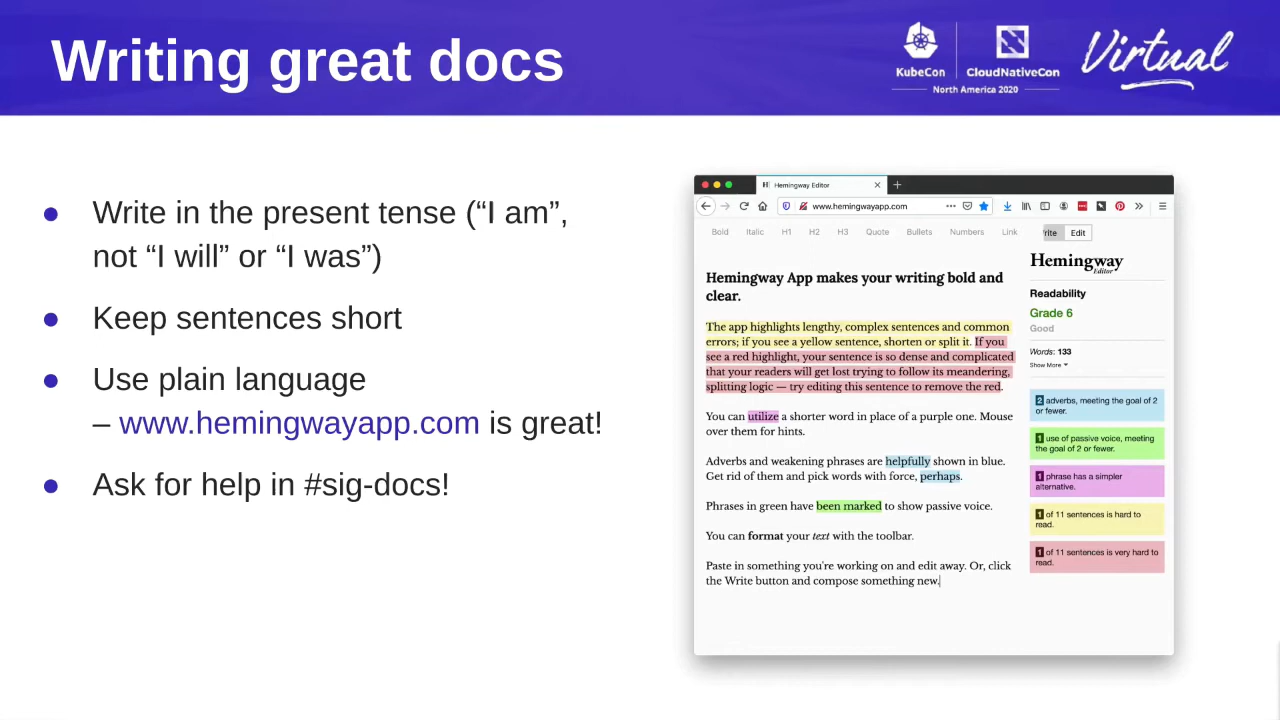 Writing great docs
KubeCon
CloudNativeCon
North America 2020
Virtual
● Write in the present tense (“I am”,
not “I will” or “I was”)
● Keep sentences short
● Use plain language
– www.hemingwayapp.com is great!
● Ask for help in #sig-docs!
Hemingway Editor
www.hemingwayapp.com
Bold Italic H1 H2 H3 Quote Bullets Numbers Link
rite Edit
Hemingway App makes your writing bold and
clear.
The app highlights lengthy, complex sentences and common
errors; if you see a yellow sentence, shorten or split it. If you
see a red highlight, your sentence is so dense and complicated
that your readers will get lost trying to follow its meandering,
splitting logic — try editing this sentence to remove the red.
You can utilize a shorter word in place of a purple one. Mouse
over them for hints.
Adverbs and weakening phrases are helpfully shown in blue.
Get rid of them and pick words with force, perhaps.
Phrases in green have been marked to show passive voice.
You can format your text with the toolbar.
Paste in something you're working on and edit away. Or, click
the Write button and compose something new.
Hemingway
Editor
Readability
Grade 6
Good
Words: 133
Show More
2 adverbs, meeting the goal of 2
or fewer.
1 use of passive voice, meeting
the goal of 2 or fewer.
1 phrase has a simpler
alternative.
1 of 11 sentences is hard to
read.
1 of 11 sentences is very hard to
read.